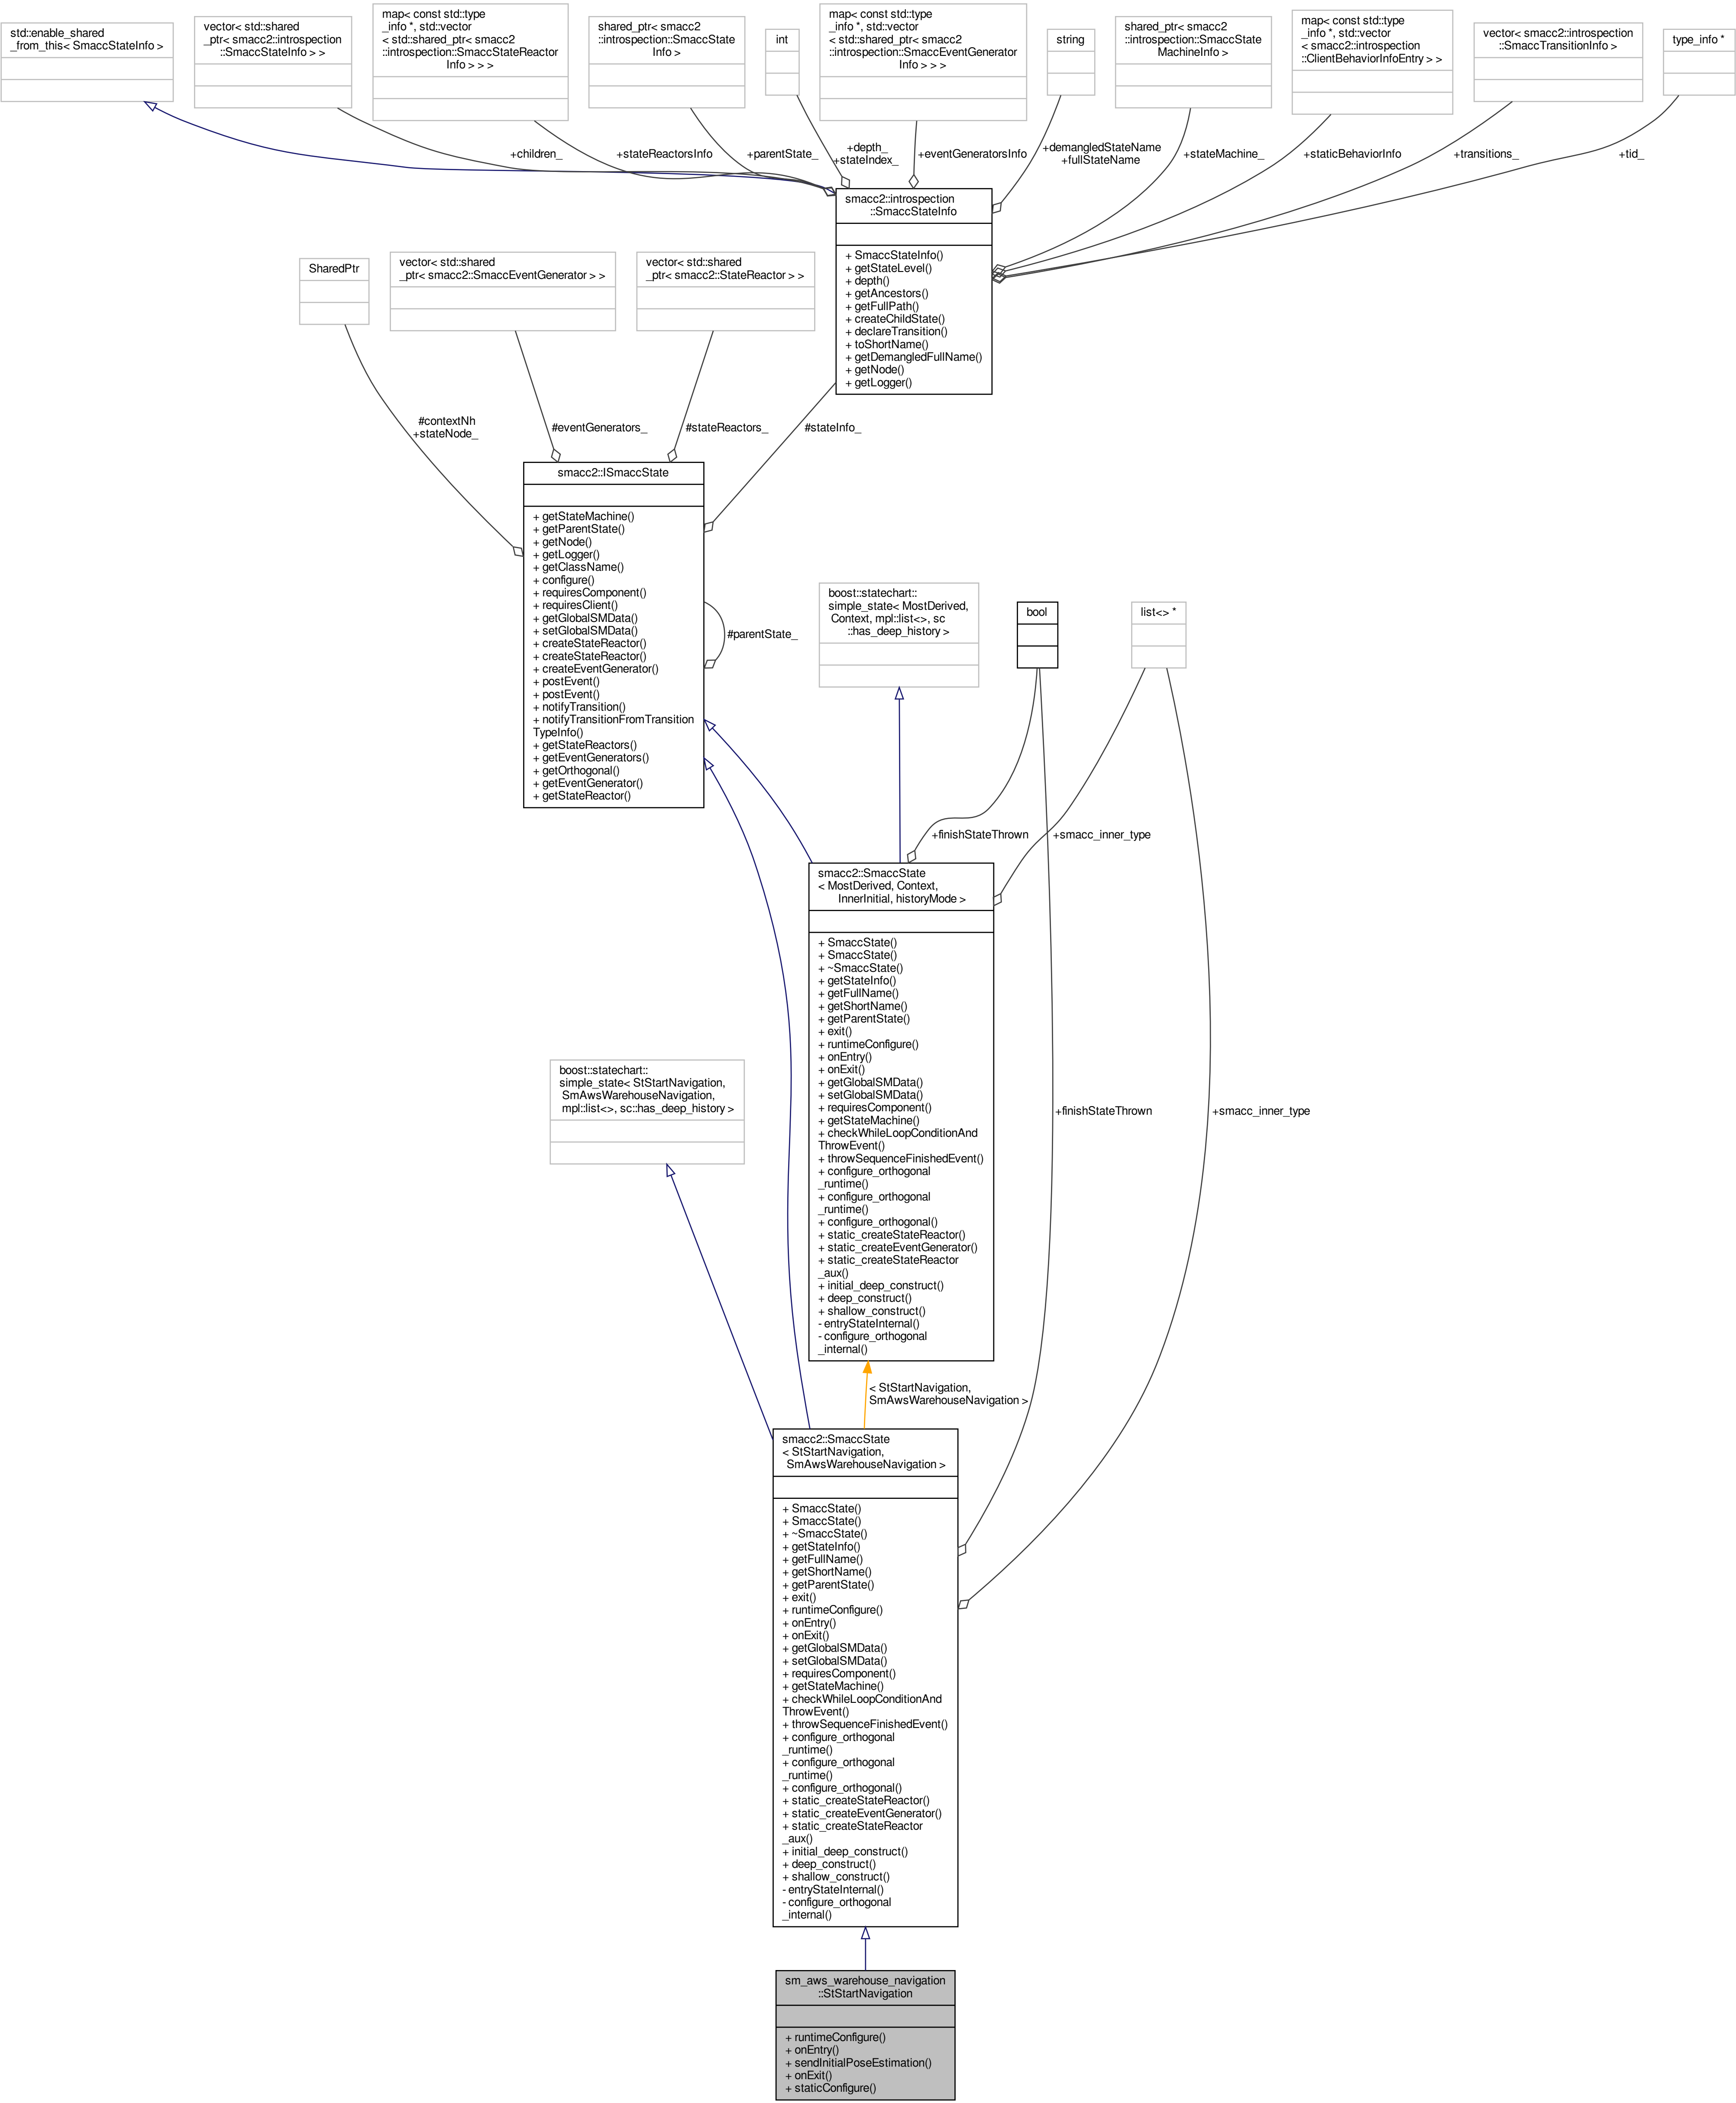 std::enable_shared
_from_this< SmaccStateInfo >
vector< std::shared
_ptr< smacc2::introspection
::SmaccStateInfo > >
map< const std::type
_info *, std::vector
< std::shared_ptr< smacc2
::introspection::SmaccStateReactor
Info > > >
shared_ptr< smacc2
::introspection::SmaccState
Info >
int
map< const std::type
_info *, std::vector
< std::shared_ptr< smacc2
::introspection::SmaccEventGenerator
Info > > >
string
shared_ptr< smacc2
::introspection::SmaccState
MachineInfo >
map< const std::type
_info *, std::vector
< smacc2::introspection
::ClientBehaviorInfoEntry > >
vector< smacc2::introspection
::SmaccTransitionInfo >
type_info *
+children_
+stateReactorsInfo
+parentState_
+depth_
+stateIndex_
+eventGeneratorsInfo
+demangledStateName
+fullStateName
+stateMachine_
+staticBehaviorInfo
+transitions_
+tid_
smacc2::introspection
::SmaccStateInfo
+ SmaccStateInfo()
+ getStateLevel()
+ depth()
+ getAncestors()
+ getFullPath()
+ createChildState()
+ declareTransition()
+ toShortName()
+ getDemangledFullName()
+ getNode()
+ getLogger()
SharedPtr
vector< std::shared
_ptr< smacc2::SmaccEventGenerator > >
vector< std::shared
_ptr< smacc2::StateReactor > >
#contextNh
+stateNode_
#eventGenerators_
#stateReactors_
#stateInfo_
smacc2::ISmaccState
+ getStateMachine()
+ getParentState()
+ getNode()
+ getLogger()
+ getClassName()
+ configure()
+ requiresComponent()
+ requiresClient()
+ getGlobalSMData()
+ setGlobalSMData()
+ createStateReactor()
+ createStateReactor()
+ createEventGenerator()
+ postEvent()
+ postEvent()
+ notifyTransition()
+ notifyTransitionFromTransition
TypeInfo()
+ getStateReactors()
+ getEventGenerators()
+ getOrthogonal()
+ getEventGenerator()
+ getStateReactor()
#parentState_
boost::statechart::
simple_state< MostDerived,
Context, mpl::list<>, sc
::has_deep_history >
bool
list<> *
+finishStateThrown
+smacc_inner_type
smacc2::SmaccState
< MostDerived, Context,
InnerInitial, historyMode >
+ SmaccState()
+ SmaccState()
+ ~SmaccState()
+ getStateInfo()
+ getFullName()
+ getShortName()
+ getParentState()
+ exit()
+ runtimeConfigure()
+ onEntry()
+ onExit()
+ getGlobalSMData()
+ setGlobalSMData()
+ requiresComponent()
+ getStateMachine()
+ checkWhileLoopConditionAnd
ThrowEvent()
+ throwSequenceFinishedEvent()
+ configure_orthogonal
_runtime()
+ configure_orthogonal
_runtime()
+ configure_orthogonal()
+ static_createStateReactor()
+ static_createEventGenerator()
+ static_createStateReactor
_aux()
+ initial_deep_construct()
+ deep_construct()
+ shallow_construct()
- entryStateInternal()
- configure_orthogonal
_internal()
boost::statechart::
simple_state< StStartNavigation,
SmAwsWarehouseNavigation,
mpl::list<>, sc::has_deep_history >
+finishStateThrown
+smacc_inner_type
< StStartNavigation,
SmAwsWarehouseNavigation >
smacc2::SmaccState
< StStartNavigation,
SmAwsWarehouseNavigation >
+ SmaccState()
+ SmaccState()
+ ~SmaccState()
+ getStateInfo()
+ getFullName()
+ getShortName()
+ getParentState()
+ exit()
+ runtimeConfigure()
+ onEntry()
+ onExit()
+ getGlobalSMData()
+ setGlobalSMData()
+ requiresComponent()
+ getStateMachine()
+ checkWhileLoopConditionAnd
ThrowEvent()
+ throwSequenceFinishedEvent()
+ configure_orthogonal
_runtime()
+ configure_orthogonal
_runtime()
+ configure_orthogonal()
+ static_createStateReactor()
+ static_createEventGenerator()
+ static_createStateReactor
_aux()
+ initial_deep_construct()
+ deep_construct()
+ shallow_construct()
- entryStateInternal()
- configure_orthogonal
_internal()
sm_aws_warehouse_navigation
::StStartNavigation
+ runtimeConfigure()
+ onEntry()
+ sendInitialPoseEstimation()
+ onExit()
+ staticConfigure()